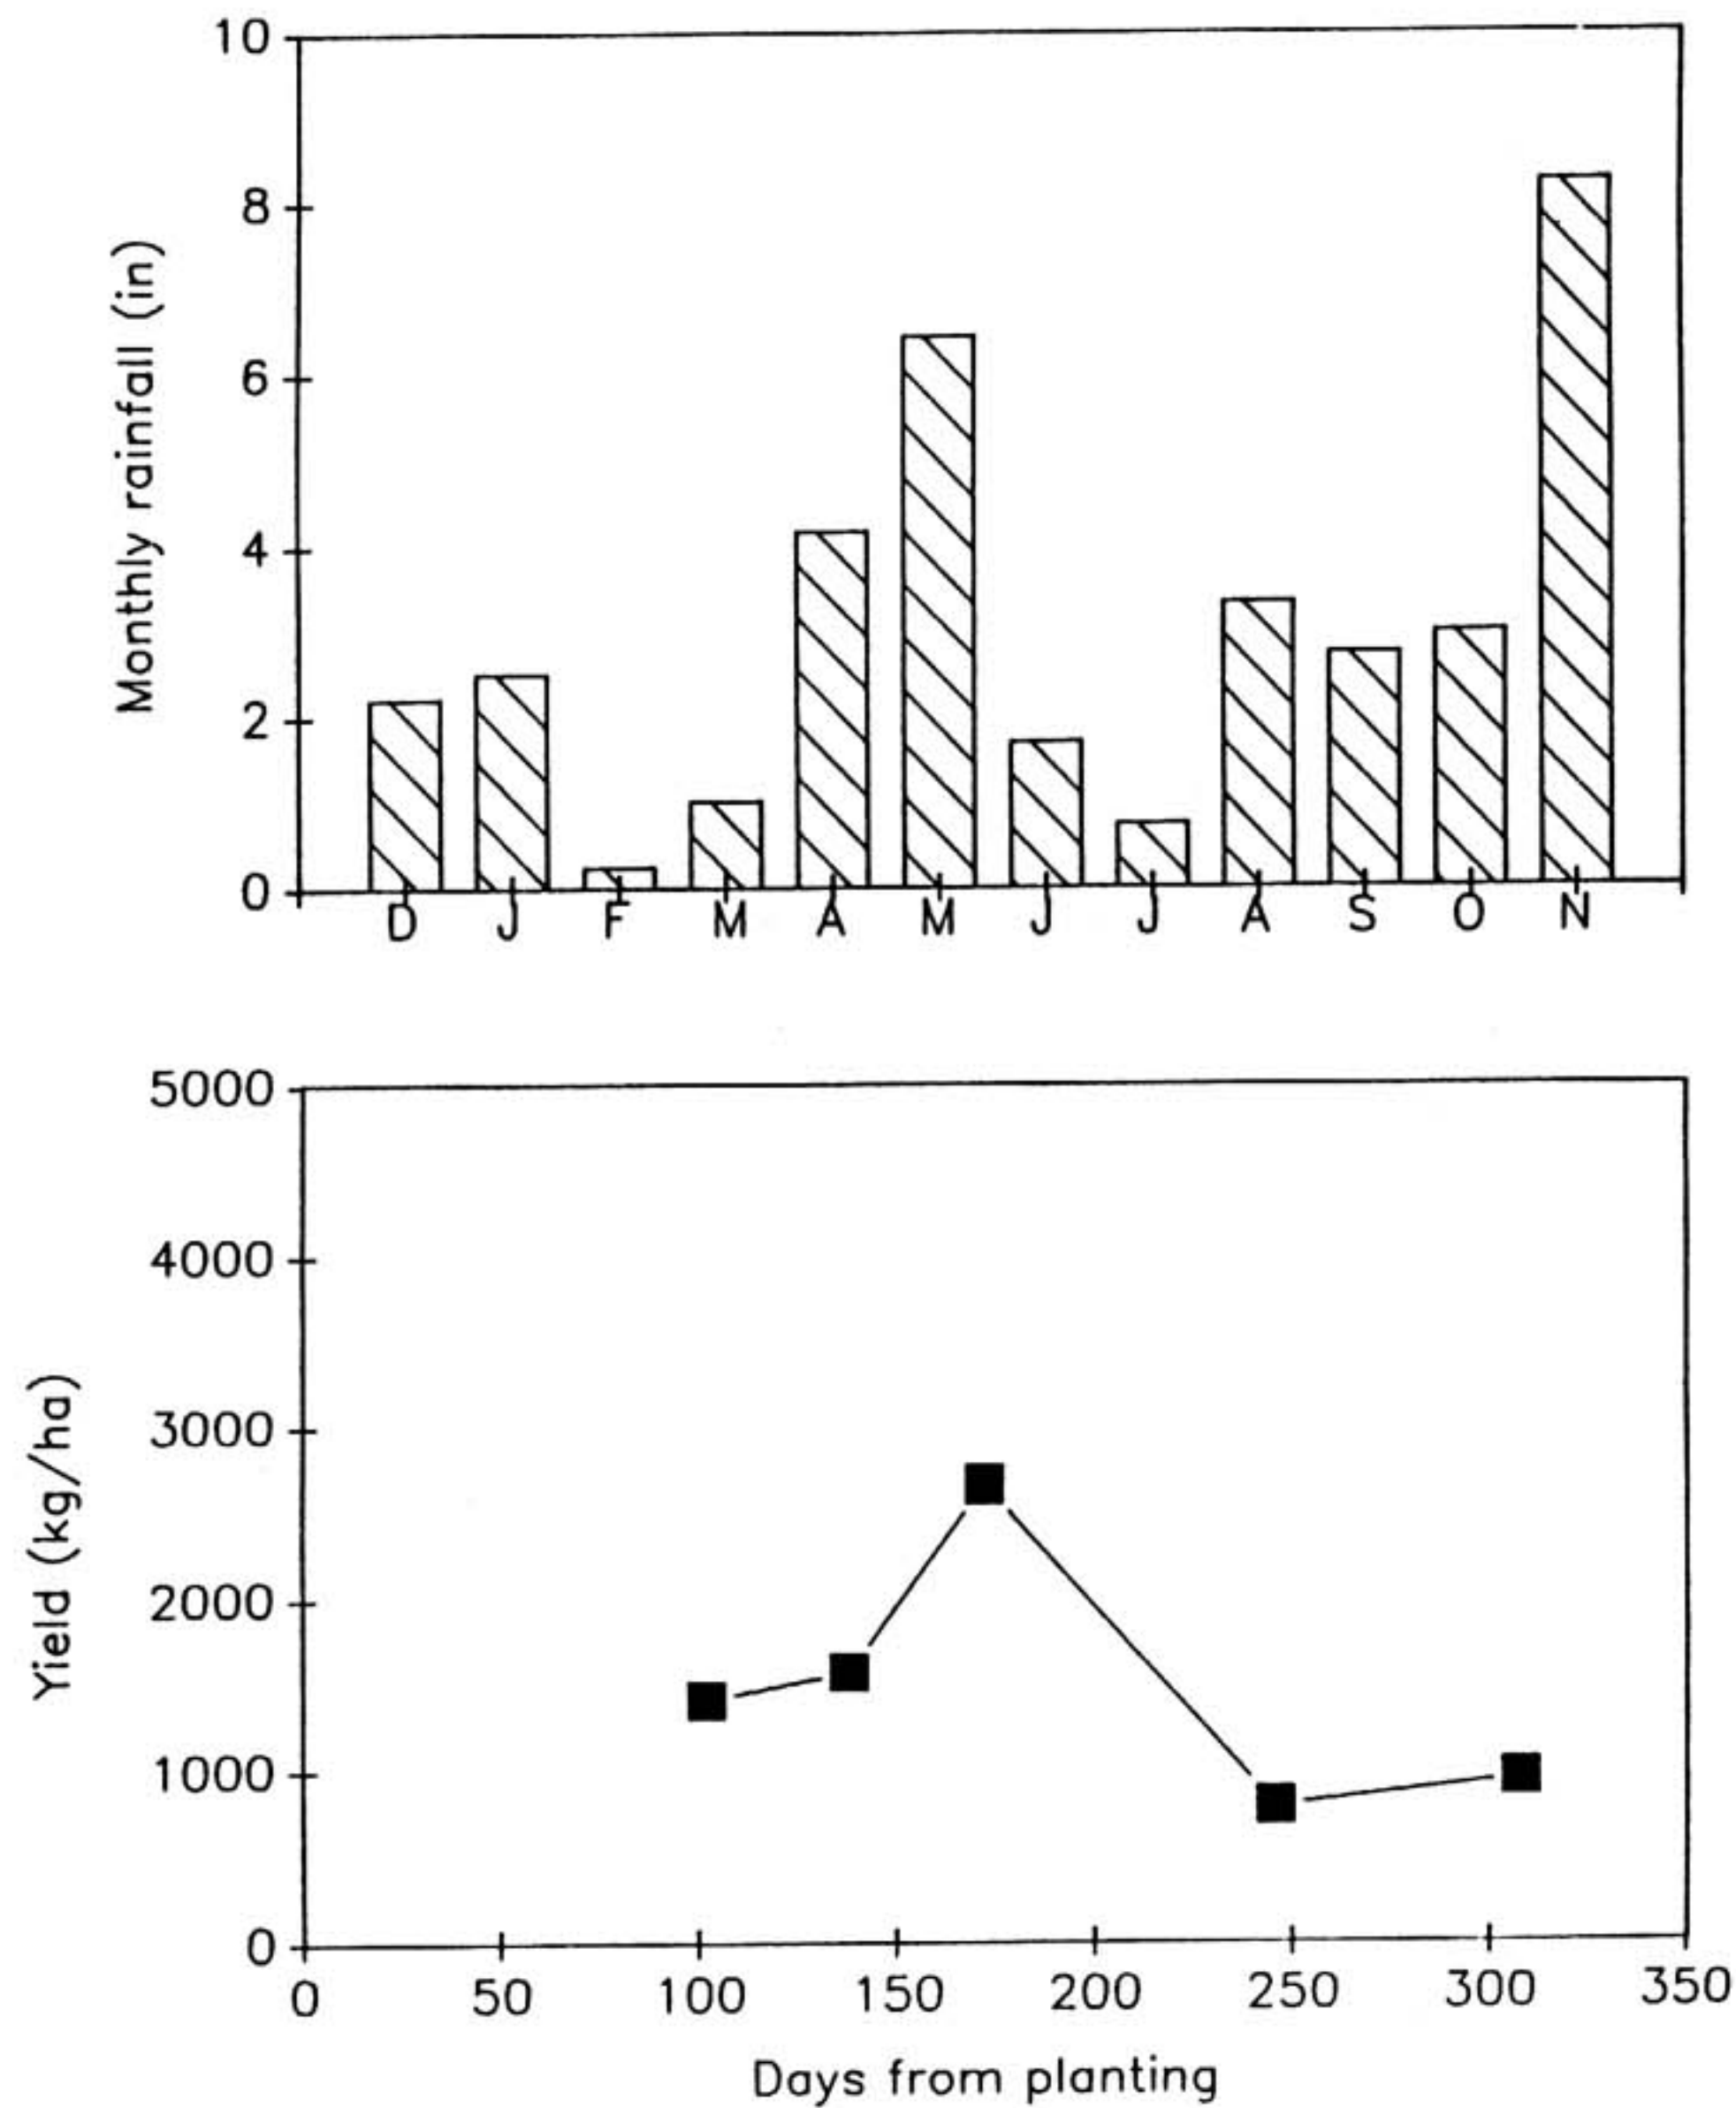 Monthly rainfall (in)
10
8
6
4
2
0
D J F M A M J J A S O N
Yield (kg/ha)
5000
4000
3000
2000
1000
0
0 50 100 150 200 250 300 350
Days from planting